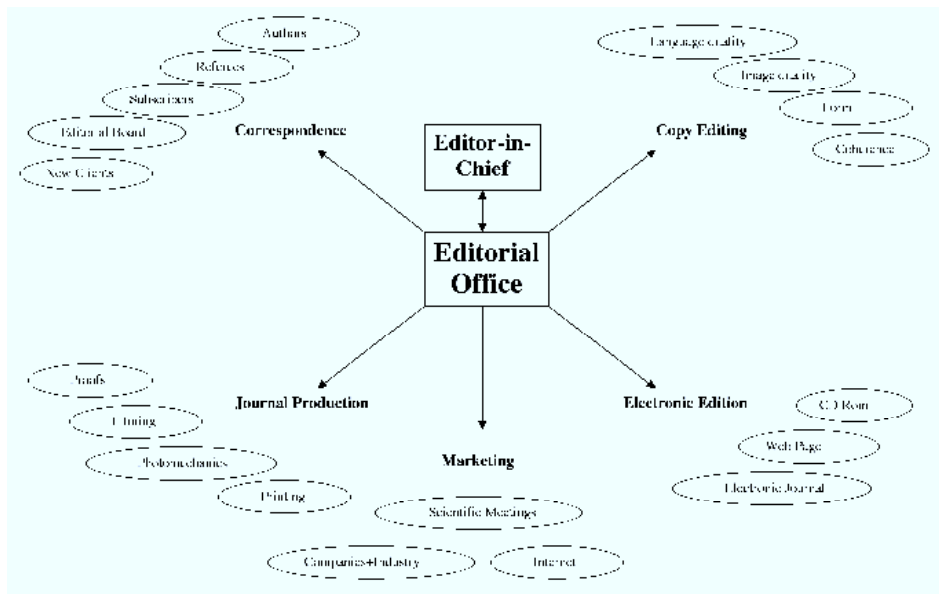 Authors
Referees
Subscribers
Editorial Board
New Clients
Correspondence
Editor-in-
Chief
Language quality
Image quality
Form
Coherence
Copy Editing
Editorial
Office
Proofs
Filming
Photomechanics
Printing
Journal Production
Marketing
Scientific Meetings
Companies+Industry
Internet
Electronic Edition
CD Rom
Web Page
Electronic Journal